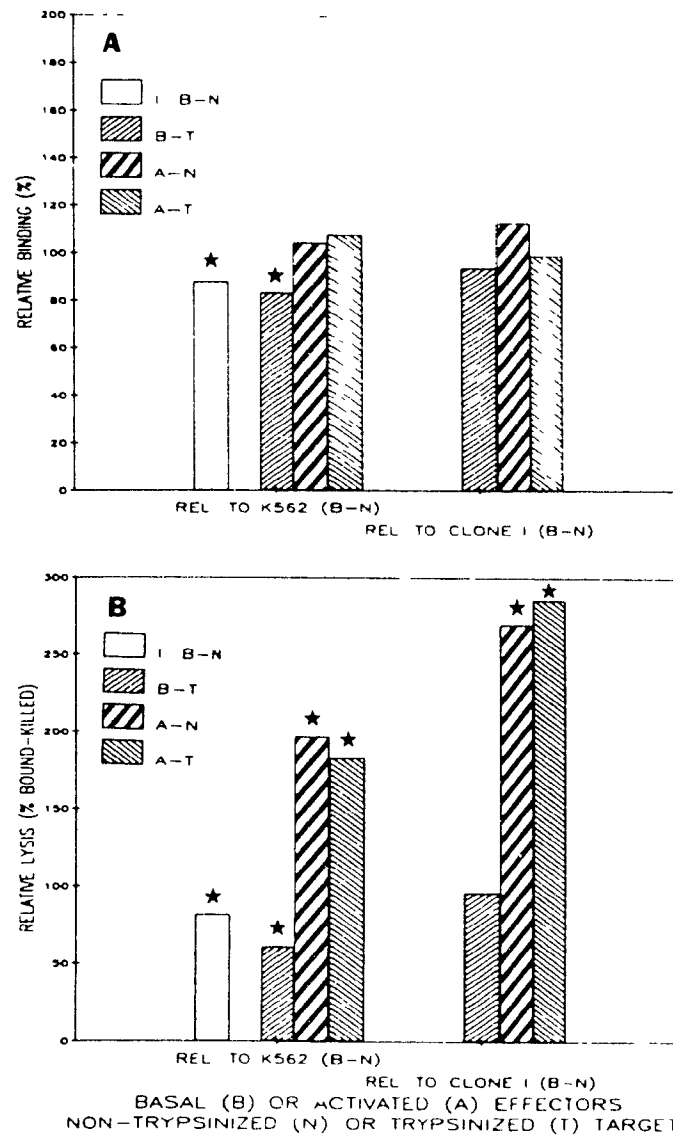 A
200
180
160
140
120
100
80
60
40
20
0
RELATIVE BINDING (%)
I B-N
B-T
A-N
A-T
★
★
REL TO K562 (B-N)
REL TO CLONE I (B-N)
B
300
250
200
150
100
50
0
RELATIVE LYSIS (% BOUND-KILLED)
I B-N
B-T
A-N
A-T
★
★
★
★
★
★
REL TO K562 (B-N)
REL TO CLONE I (B-N)
BASAL (B) OR ACTIVATED (A) EFFECTORS
NON-TRYPSINIZED (N) OR TRYPSINIZED (T) TARGET